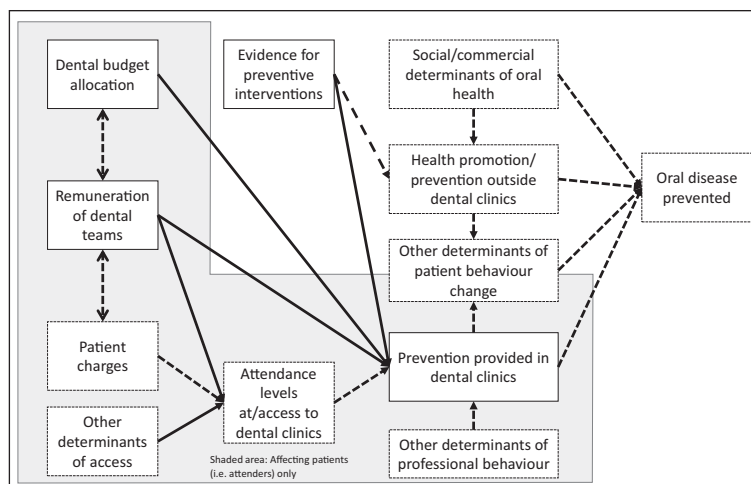 Dental budget
allocation
Evidence for
preventive
interventions
Social/commercial
determinants of oral
health
Remuneration
of dental
teams
Health promotion/
prevention outside
dental clinics
Oral disease
prevented
Other determinants of
patient behaviour
change
Patient
charges
Attendance
levels
at/access to
dental clinics
Prevention provided in
dental clinics
Other
determinants
of access
Other determinants of
professional behaviour
Shaded area: Affecting patients
(i.e. attenders) only